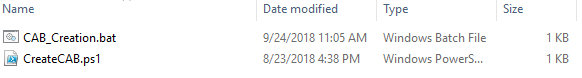 Name Date modified Type Size
CAB_Creation.bat 9/24/2018 11:05 AM Windows Batch File 1 KB
CreateCAB.ps1 8/23/2018 4:38 PM Windows PowerS... 1 KB